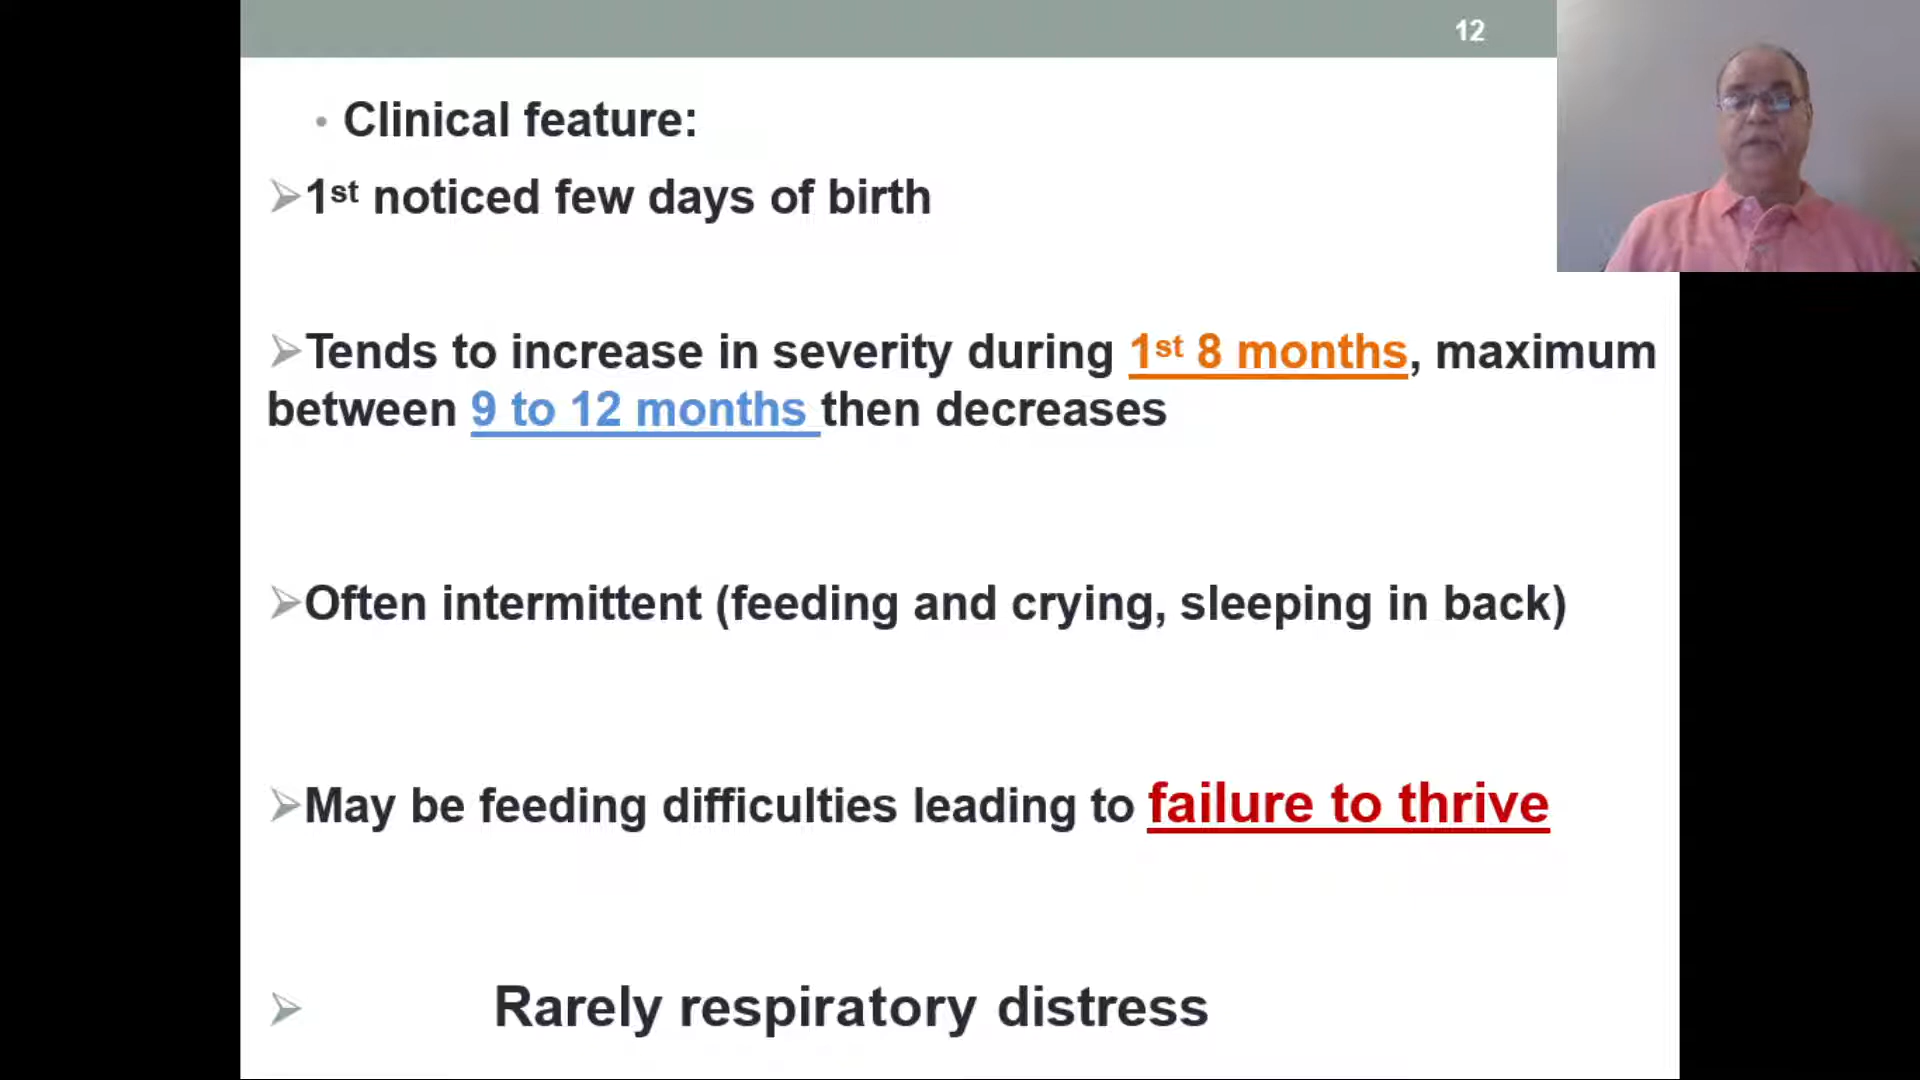 12
• Clinical feature:
➢1st noticed few days of birth
➢Tends to increase in severity during 1st 8 months, maximum
between 9 to 12 months then decreases
➢Often intermittent (feeding and crying, sleeping in back)
➢May be feeding difficulties leading to failure to thrive
➢ Rarely respiratory distress